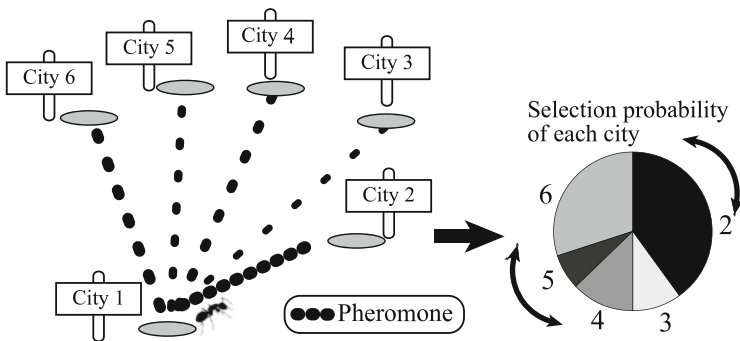 City 5
City 4
City 3
City 6
Selection probability
of each city
City 2
6
2
5
City 1
4
3
Pheromone